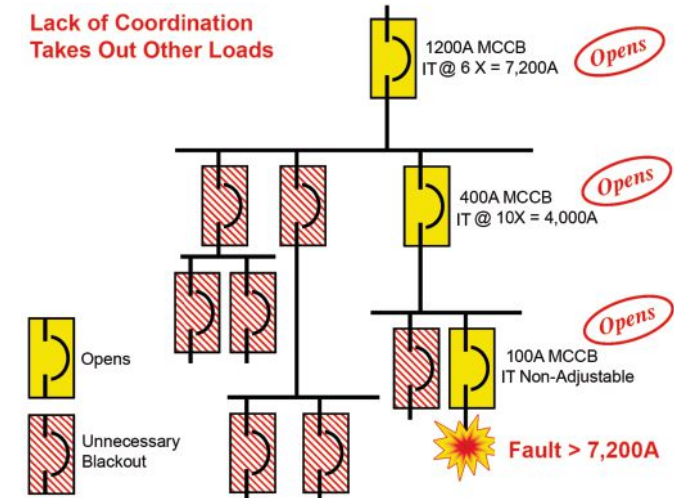 Lack of Coordination
Takes Out Other Loads
1200A MCCB
IT @ 6 X = 7,200A
Opens
400A MCCB
IT @ 10X = 4,000A
Opens
100A MCCB
IT Non-Adjustable
Opens
Opens
Unnecessary
Blackout
Fault > 7,200A